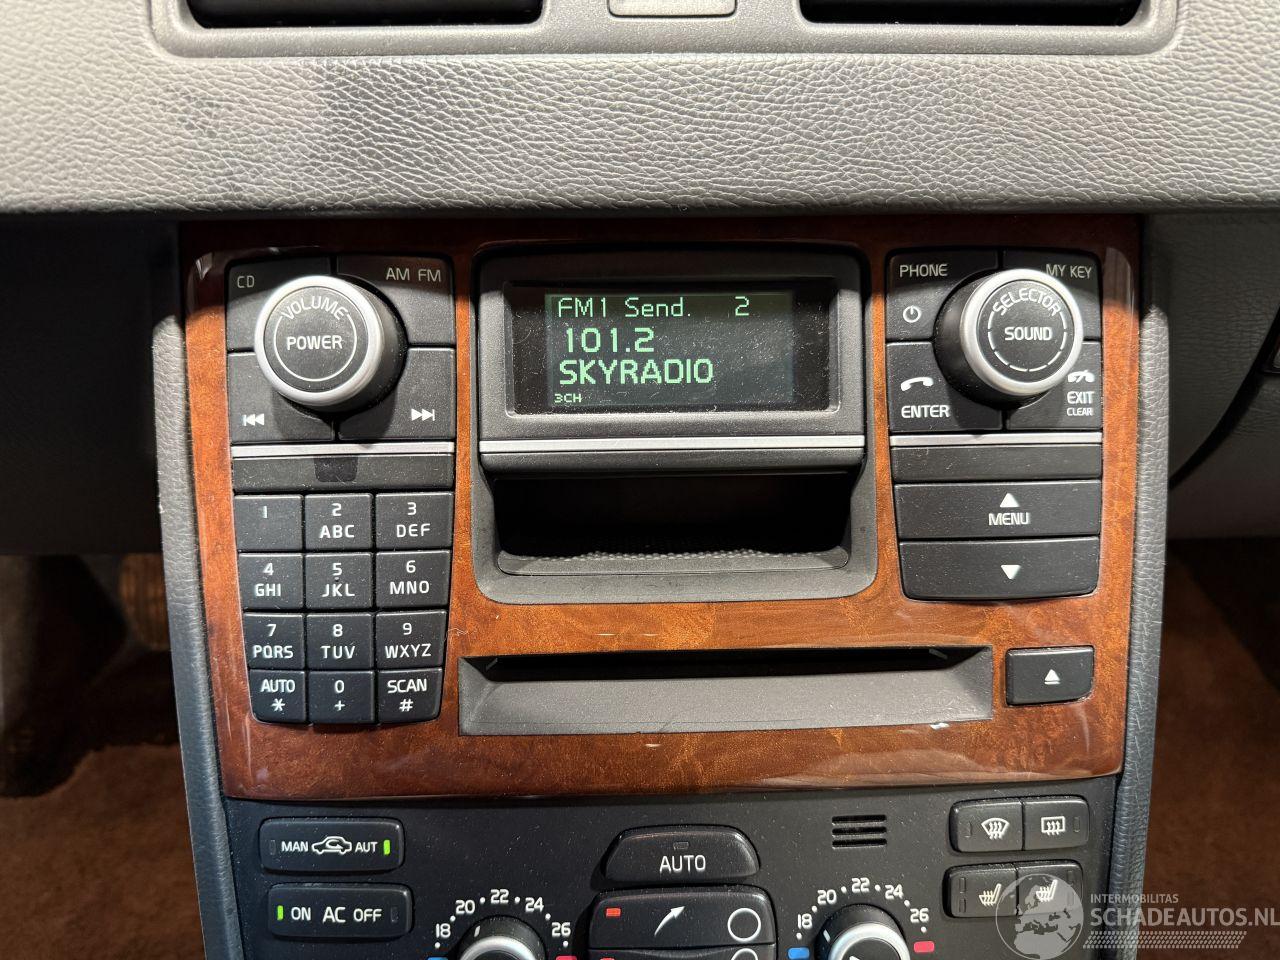 CD
AM FM
VOLUME
POWER
FM1 Send. 2
101.2
SKYRADIO
3CH
PHONE
MY KEY
SELECTOR
SOUND
ENTER
EXIT
CLEAR
MENU
1
2
ABC
3
DEF
4
GHI
5
JKL
6
MNO
7
PQRS
8
TUV
9
WXYZ
AUTO
*
0
+
SCAN
#
MAN AUT
ON AC OFF
AUTO
18 20 22 24 26
18 20 22 24 26
INTERMOBILITAS
SCHADEAUTOS.NL